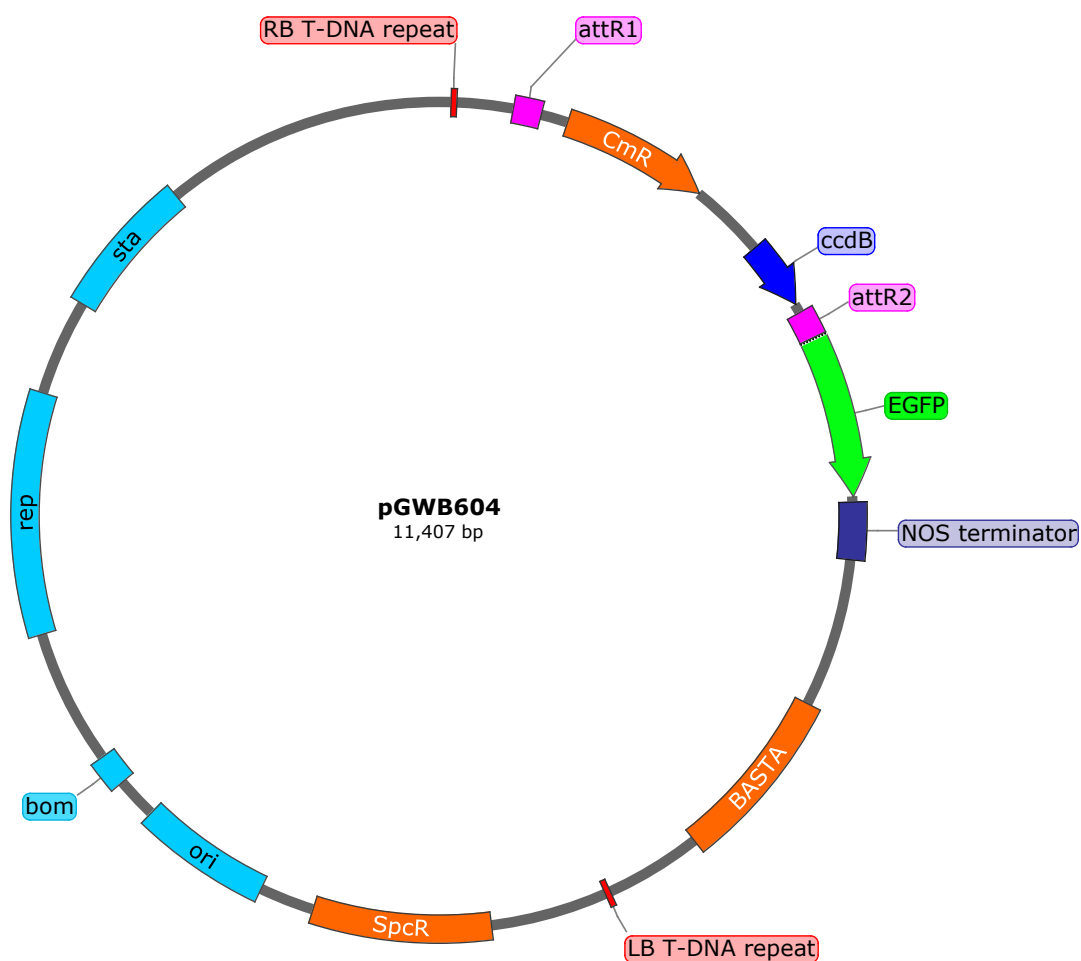 RB T-DNA repeat
attR1
CmR
ccdB
attR2
EGFP
NOS terminator
BASTA
LB T-DNA repeat
SpcR
ori
bom
rep
sta
pGWB604
11,407 bp